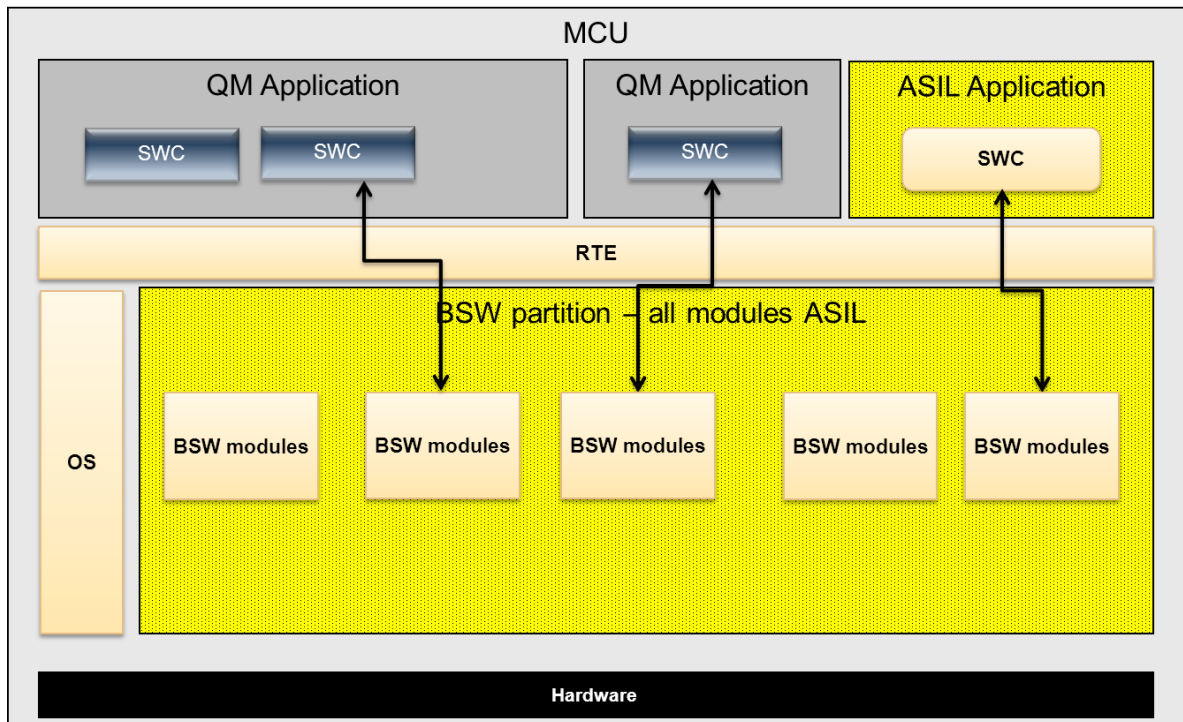 MCU
QM Application
QM Application
ASIL Application
SWC
SWC
SWC
SWC
RTE
BSW partition – all modules ASIL
OS
BSW modules
BSW modules
BSW modules
BSW modules
BSW modules
Hardware